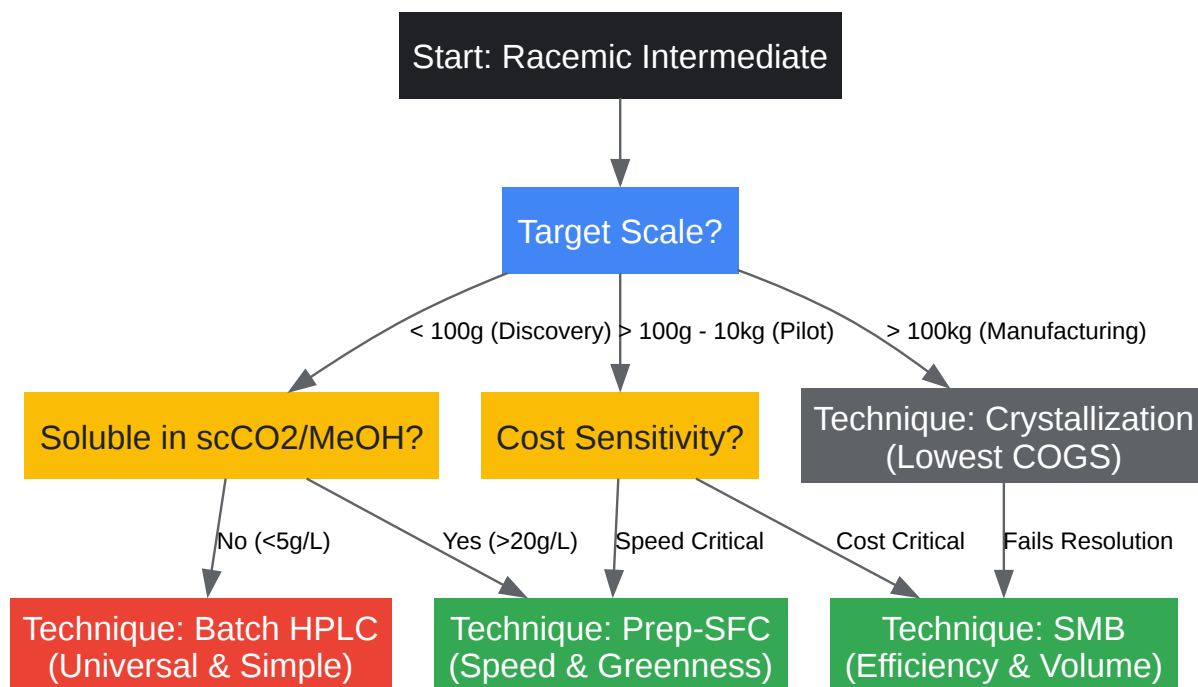 Start: Racemic Intermediate
Target Scale?
< 100g (Discovery)
> 100g - 10kg (Pilot)
> 100kg (Manufacturing)
Soluble in scCO2/MeOH?
Cost Sensitivity?
Technique: Crystallization
(Lowest COGS)
No (<5g/L)
Yes (>20g/L)
Speed Critical
Cost Critical
Fails Resolution
Technique: Batch HPLC
(Universal & Simple)
Technique: Prep-SFC
(Speed & Greenness)
Technique: SMB
(Efficiency & Volume)